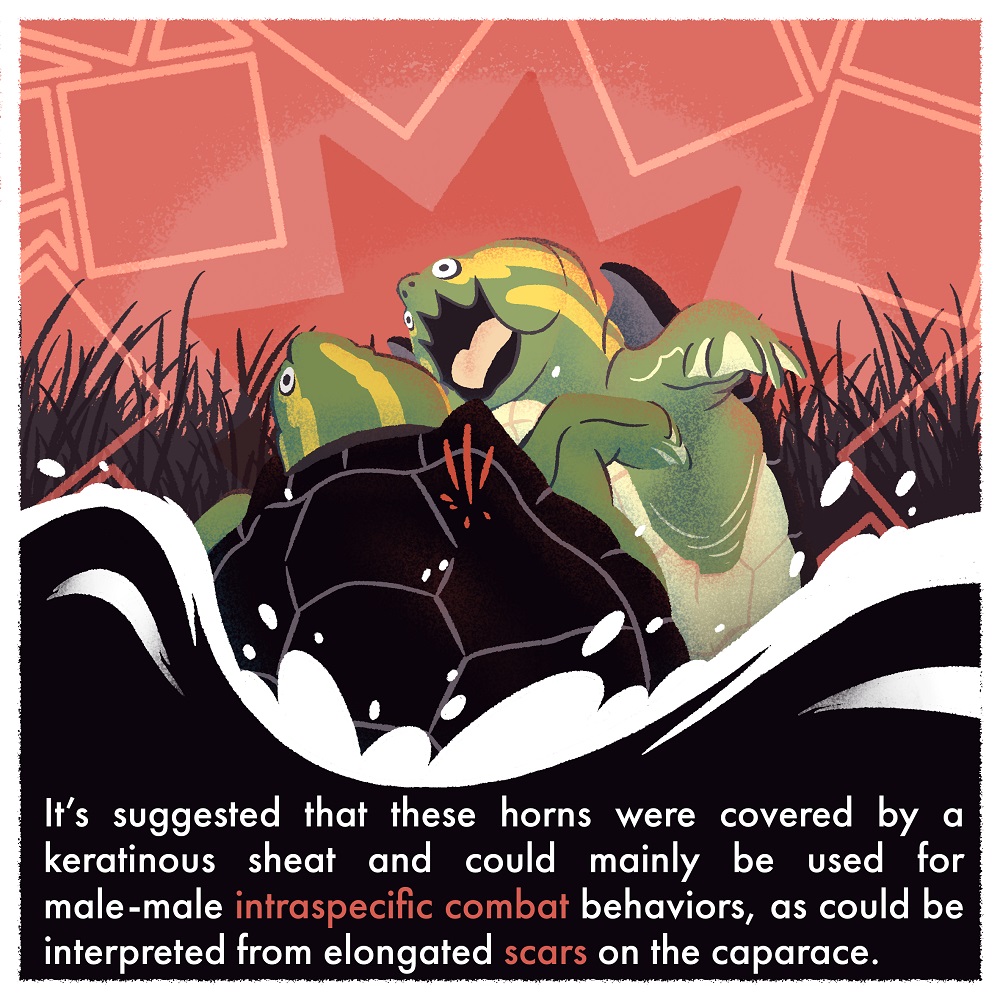 It's suggested that these horns were covered by a
keratinous sheat and could mainly be used for
male-male intraspecific combat behaviors, as could be
interpreted from elongated scars on the caparace.